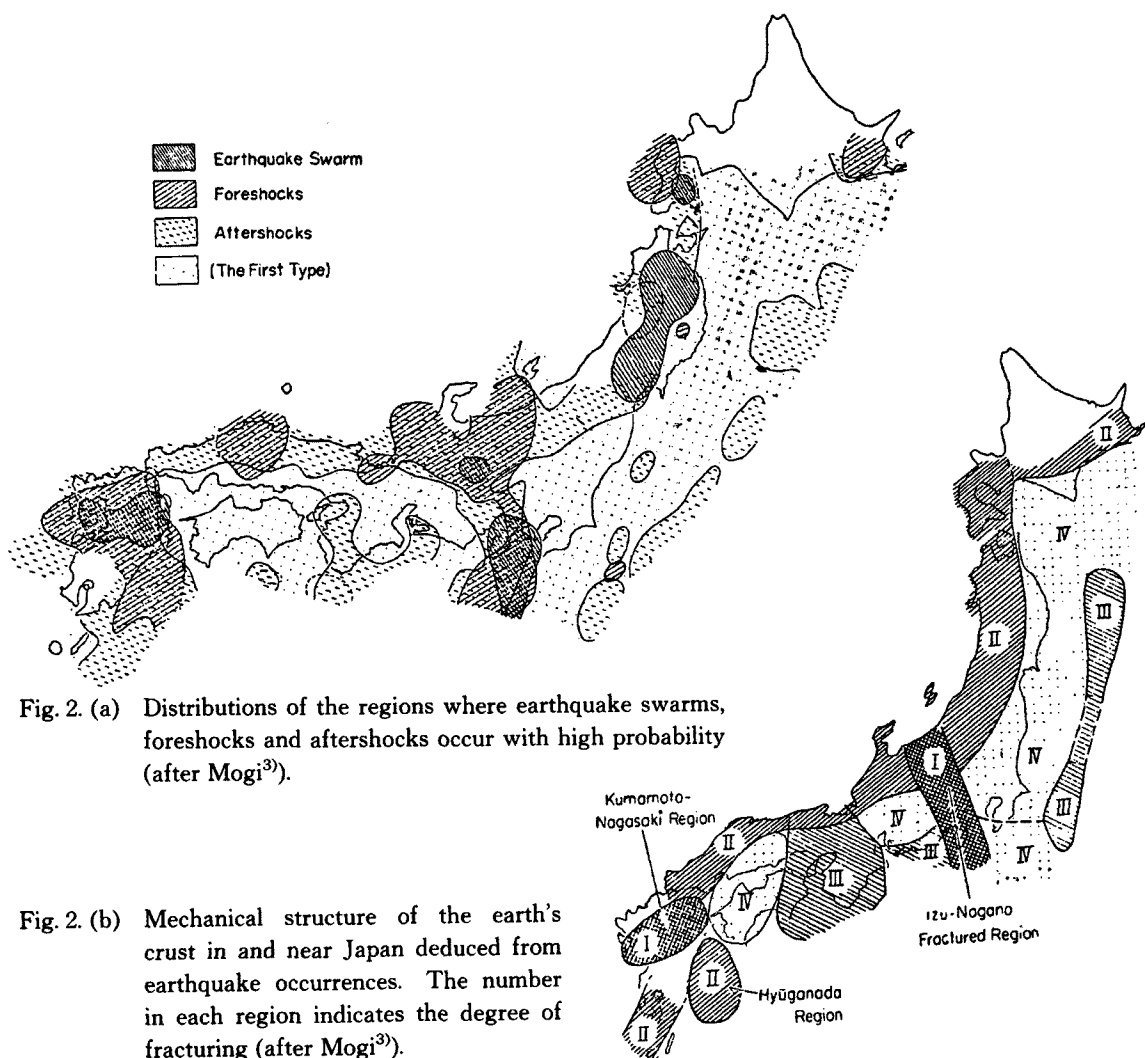 Earthquake Swarm
Foreshocks
Aftershocks
(The First Type)
Fig. 2. (a) Distributions of the regions where earthquake swarms,
foreshocks and aftershocks occur with high probability
(after Mogi³⁾).
II
IV
III
II
I
IV
III
IV
III
IV
Kumamoto-
Nagasaki Region
II
III
IV
I
II
II
Izu-Nagano
Fractured Region
Hyūganada
Region
Fig. 2. (b) Mechanical structure of the earth's
crust in and near Japan deduced from
earthquake occurrences. The number
in each region indicates the degree of
fracturing (after Mogi³⁾).